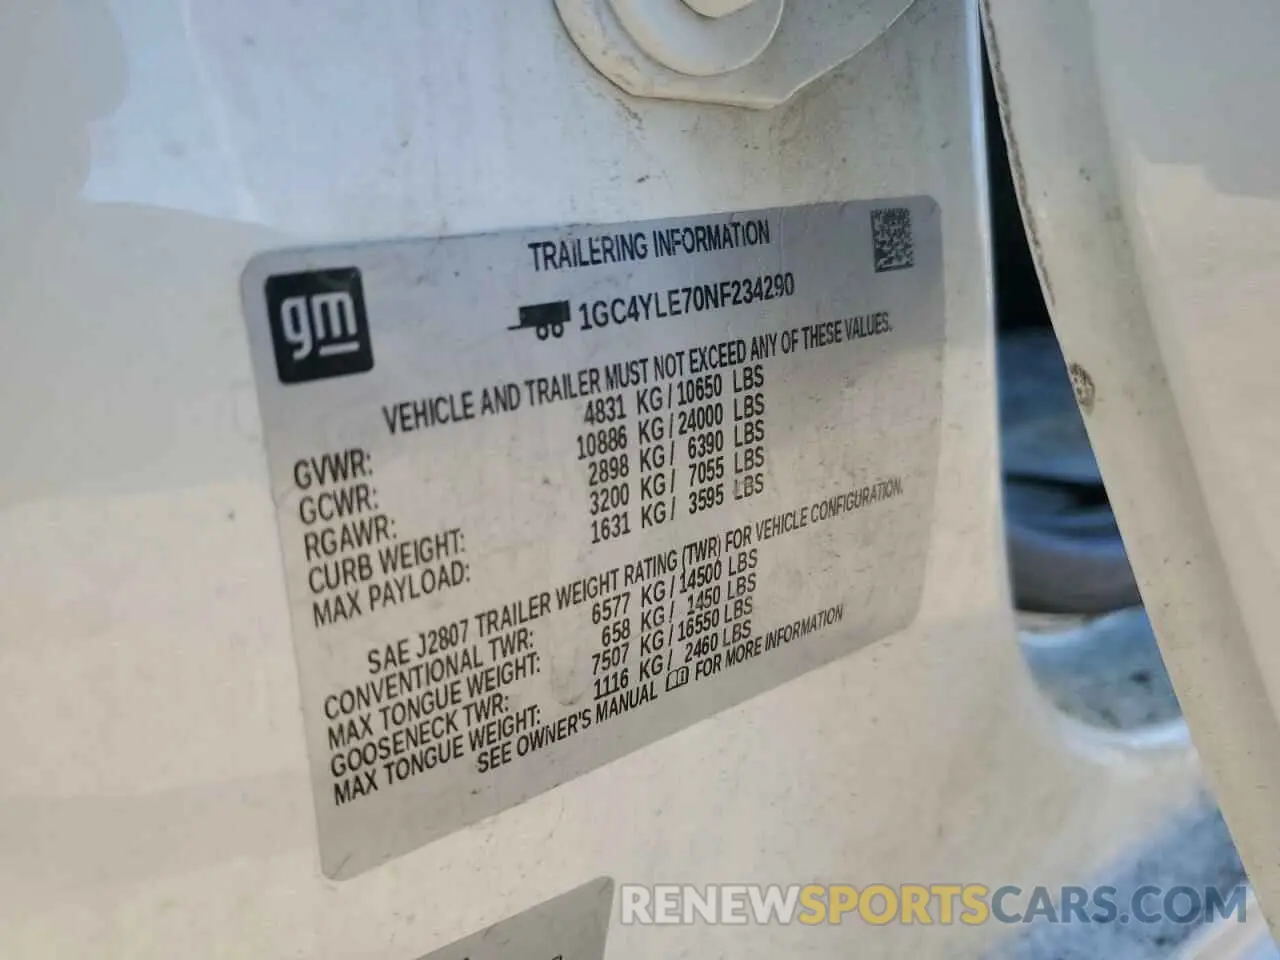 TRAILERING INFORMATION
gm
1GC4YLE70NF234290
VEHICLE AND TRAILER MUST NOT EXCEED ANY OF THESE VALUES.
GVWR: 4831 KG / 10650 LBS
GCWR: 10886 KG / 24000 LBS
RGAWR: 2898 KG / 6390 LBS
CURB WEIGHT: 3200 KG / 7055 LBS
MAX PAYLOAD: 1631 KG / 3595 LBS
SAE J2807 TRAILER WEIGHT RATING (TWR) FOR VEHICLE CONFIGURATION.
CONVENTIONAL TWR: 6577 KG / 14500 LBS
MAX TONGUE WEIGHT: 658 KG / 1450 LBS
GOOSENECK TWR: 7507 KG / 16550 LBS
MAX TONGUE WEIGHT: 1116 KG / 2460 LBS
SEE OWNER'S MANUAL FOR MORE INFORMATION
RENEWSPORTSCARS.COM